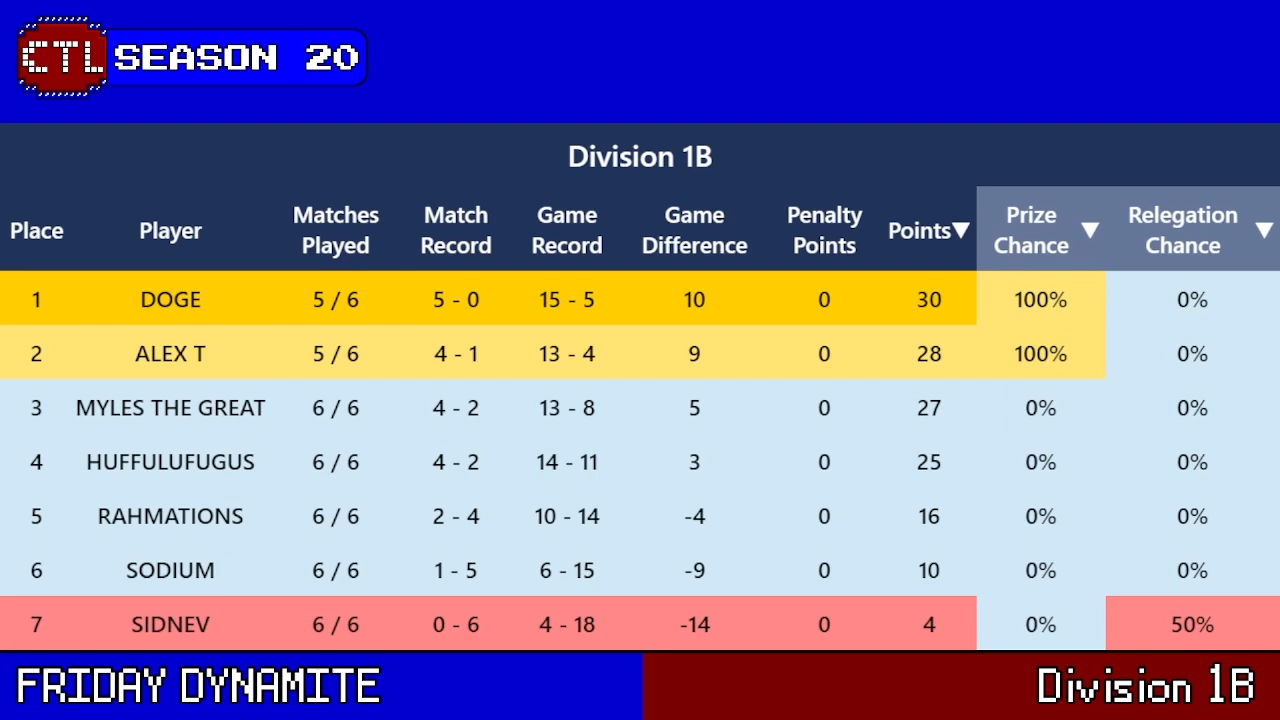 CTL SEASON 20
Division 1B
Place Player Matches Played Match Record Game Record Game Difference Penalty Points Points▼ Prize Chance ▼ Relegation Chance ▼
1 DOGE 5 / 6 5 - 0 15 - 5 10 0 30 100% 0%
2 ALEX T 5 / 6 4 - 1 13 - 4 9 0 28 100% 0%
3 MYLES THE GREAT 6 / 6 4 - 2 13 - 8 5 0 27 0% 0%
4 HUFFULUFUGUS 6 / 6 4 - 2 14 - 11 3 0 25 0% 0%
5 RAHMATIONS 6 / 6 2 - 4 10 - 14 -4 0 16 0% 0%
6 SODIUM 6 / 6 1 - 5 6 - 15 -9 0 10 0% 0%
7 SIDNEV 6 / 6 0 - 6 4 - 18 -14 0 4 0% 50%
FRIDAY DYNAMITE Division 1B